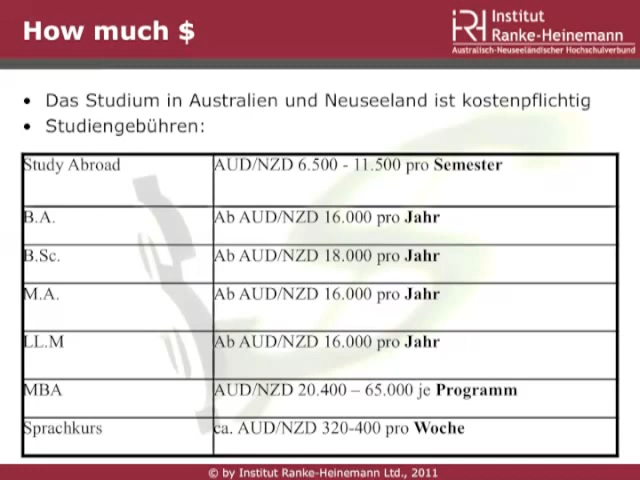 How much $
Institut
Ranke-Heinemann
Australisch-Neuseeländischer Hochschulverbund
• Das Studium in Australien und Neuseeland ist kostenpflichtig
• Studiengebühren:
Study Abroad AUD/NZD 6.500 - 11.500 pro Semester
B.A. Ab AUD/NZD 16.000 pro Jahr
B.Sc. Ab AUD/NZD 18.000 pro Jahr
M.A. Ab AUD/NZD 16.000 pro Jahr
LL.M Ab AUD/NZD 16.000 pro Jahr
MBA AUD/NZD 20.400 – 65.000 je Programm
Sprachkurs ca. AUD/NZD 320-400 pro Woche
© by Institut Ranke-Heinemann Ltd., 2011